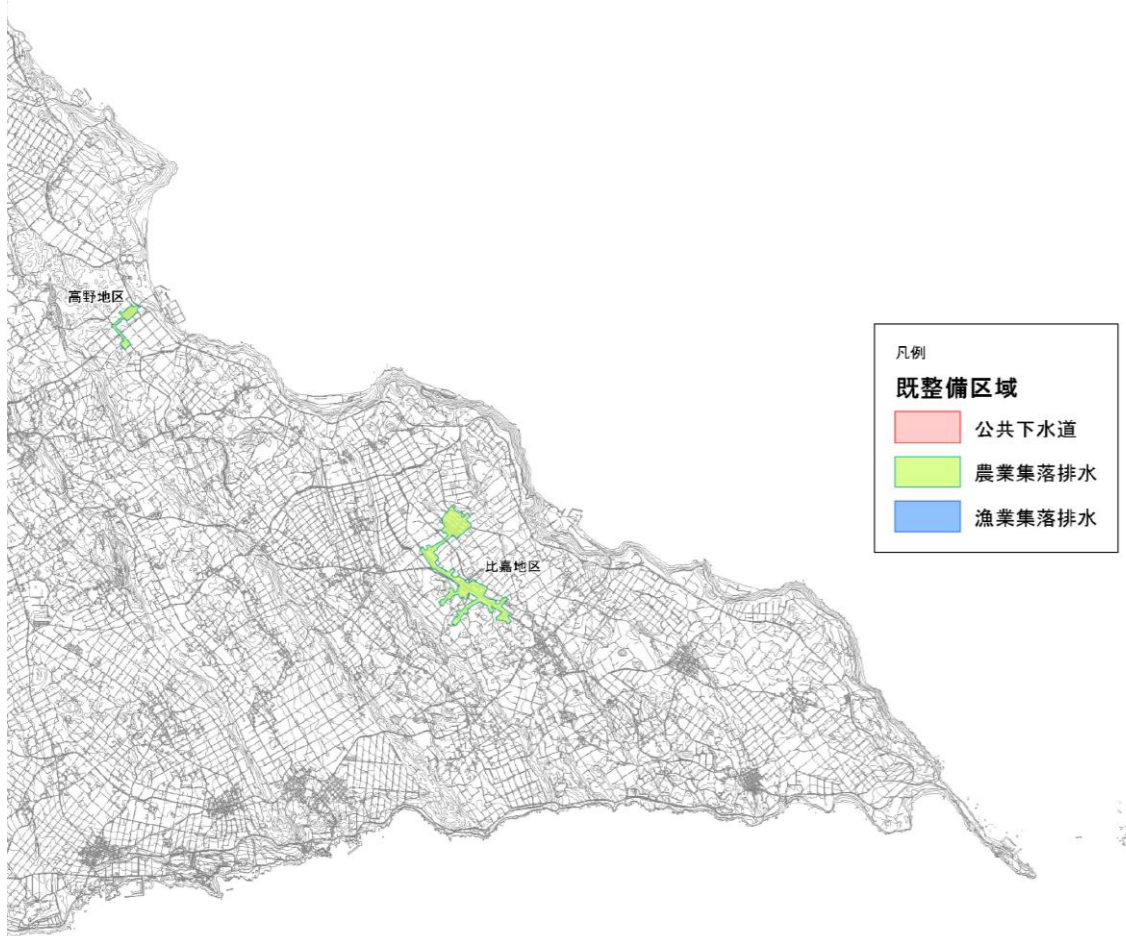 高野地区
比嘉地区
凡例
既整備区域
公共下水道
農業集落排水
漁業集落排水